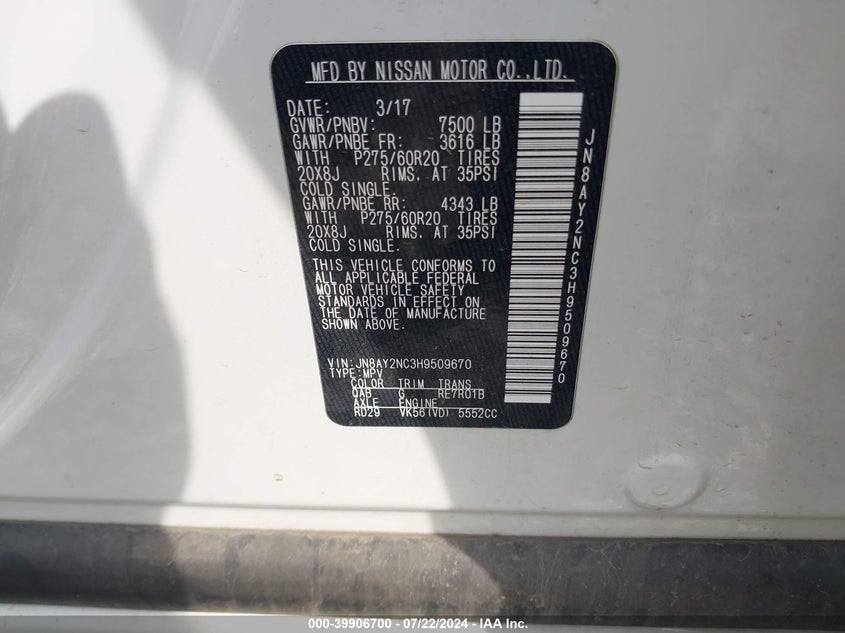 MFD BY NISSAN MOTOR CO.,LTD.
DATE: 3/17
GVWR/PNBV: 7500 LB
GAWR/PNBE FR: 3616 LB
WITH P275/60R20 TIRES
20X8J RIMS, AT 35PSI
COLD SINGLE.
GAWR/PNBE RR: 4343 LB
WITH P275/60R20 TIRES
20X8J RIMS, AT 35PSI
COLD SINGLE.
THIS VEHICLE CONFORMS TO
ALL APPLICABLE FEDERAL
MOTOR VEHICLE SAFETY
STANDARDS IN EFFECT ON
THE DATE OF MANUFACTURE
SHOWN ABOVE.
VIN:JN8AY2NC3H9509670
TYPE:MPV
COLOR TRIM TRANS
QAB G RE7R01B
AXLE ENGINE
RD29 VK56(VD) 5552CC
JN8AY2NC3H9509670
000-39906700 - 07/22/2024 - IAA Inc.